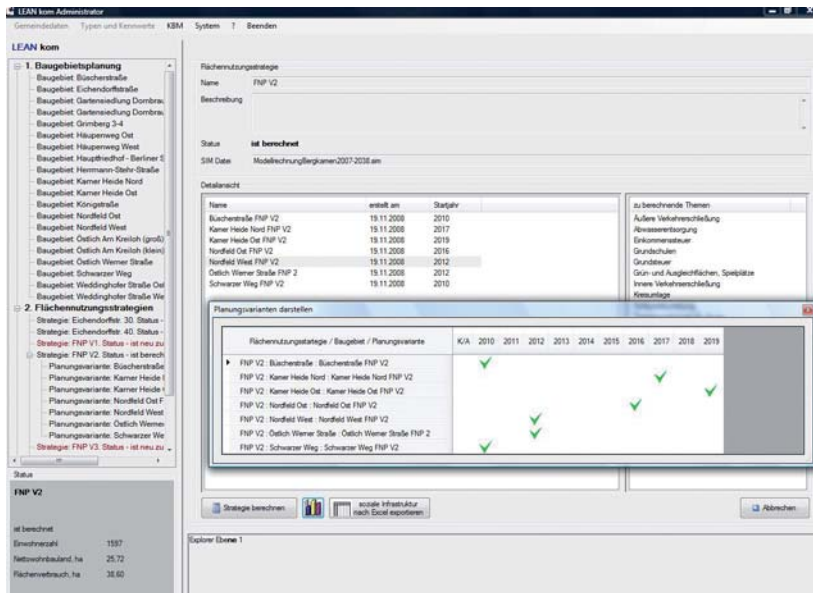 LEAN kom Administrator
Gemeindedaten Typen und Kennwerte KBM System ? Beenden
LEAN kom
1. Baugebietsplanung
Baugebiet: Büscherstraße
Baugebiet: Eichendorffstraße
Baugebiet: Gartensiedlung Dornbrau
Baugebiet: Gartensiedlung Dornbrau
Baugebiet: Grimberg 3-4
Baugebiet: Häupenweg Ost
Baugebiet: Häupenweg West
Baugebiet: Hauptfriedhof - Berliner S
Baugebiet: Herrmann-Stehr-Straße
Baugebiet: Kamer Heide Nord
Baugebiet: Kamer Heide Ost
Baugebiet: Königstraße
Baugebiet: Nordfeld Ost
Baugebiet: Nordfeld West
Baugebiet: Östlich Am Kreiloh (groß)
Baugebiet: Östlich Am Kreiloh (klein)
Baugebiet: Östlich Werner Straße
Baugebiet: Schwarzer Weg
Baugebiet: Weddinghofer Straße Ost
Baugebiet: Weddinghofer Straße We
2. Flächennutzungsstrategien
Strategie: Eichendorffstr. 30. Status -
Strategie: Eichendorffstr. 40. Status -
Strategie: FNP V1. Status - ist neu zu
Strategie: FNP V2. Status - ist berech
Planungsvariante: Büscherstraße
Planungsvariante: Kamer Heide
Planungsvariante: Kamer Heide
Planungsvariante: Nordfeld Ost F
Planungsvariante: Nordfeld West
Planungsvariante: Östlich Werner
Planungsvariante: Schwarzer We
Strategie: FNP V3. Status - ist neu zu
Status
FNP V2
ist berechnet
Einwohnerzahl 1597
Nettowohnbauland, ha 25,72
Flächenverbrauch, ha 38,60
Flächennutzungsstrategie
Name FNP V2
Beschreibung
Status ist berechnet
SIM Datei ModellrechnungBergkamen2007-2038.sim
Detailansicht
Name erstellt am Startjahr
Büscherstraße FNP V2 19.11.2008 2010
Kamer Heide Nord FNP V2 19.11.2008 2017
Kamer Heide Ost FNP V2 19.11.2008 2019
Nordfeld Ost FNP V2 19.11.2008 2016
Nordfeld West FNP V2 19.11.2008 2012
Östlich Werner Straße FNP 2 19.11.2008 2012
Schwarzer Weg FNP V2 19.11.2008 2010
zu berechnende Themen
Äußere Verkehrserschließung
Abwasserentsorgung
Einkommenssteuer
Grundschulen
Grundsteuer
Grün- und Ausgleichflächen, Spielplätze
Innere Verkehrserschließung
Kreisumlage
Planungsvarianten darstellen
Flächennutzungsstartegie / Baugebiet / Planungsvariante K/A 2010 2011 2012 2013 2014 2015 2016 2017 2018 2019
FNP V2 : Büscherstraße : Büscherstraße FNP V2
FNP V2 : Kamer Heide Nord : Kamer Heide Nord FNP V2
FNP V2 : Kamer Heide Ost : Kamer Heide Ost FNP V2
FNP V2 : Nordfeld Ost : Nordfeld Ost FNP V2
FNP V2 : Nordfeld West : Nordfeld West FNP V2
FNP V2 : Östlich Werner Straße : Östlich Werner Straße FNP 2
FNP V2 : Schwarzer Weg : Schwarzer Weg FNP V2
Strategie berechnen
soziale Infrastruktur
nach Excel exportieren
Abbrechen
Explorer Ebene 1